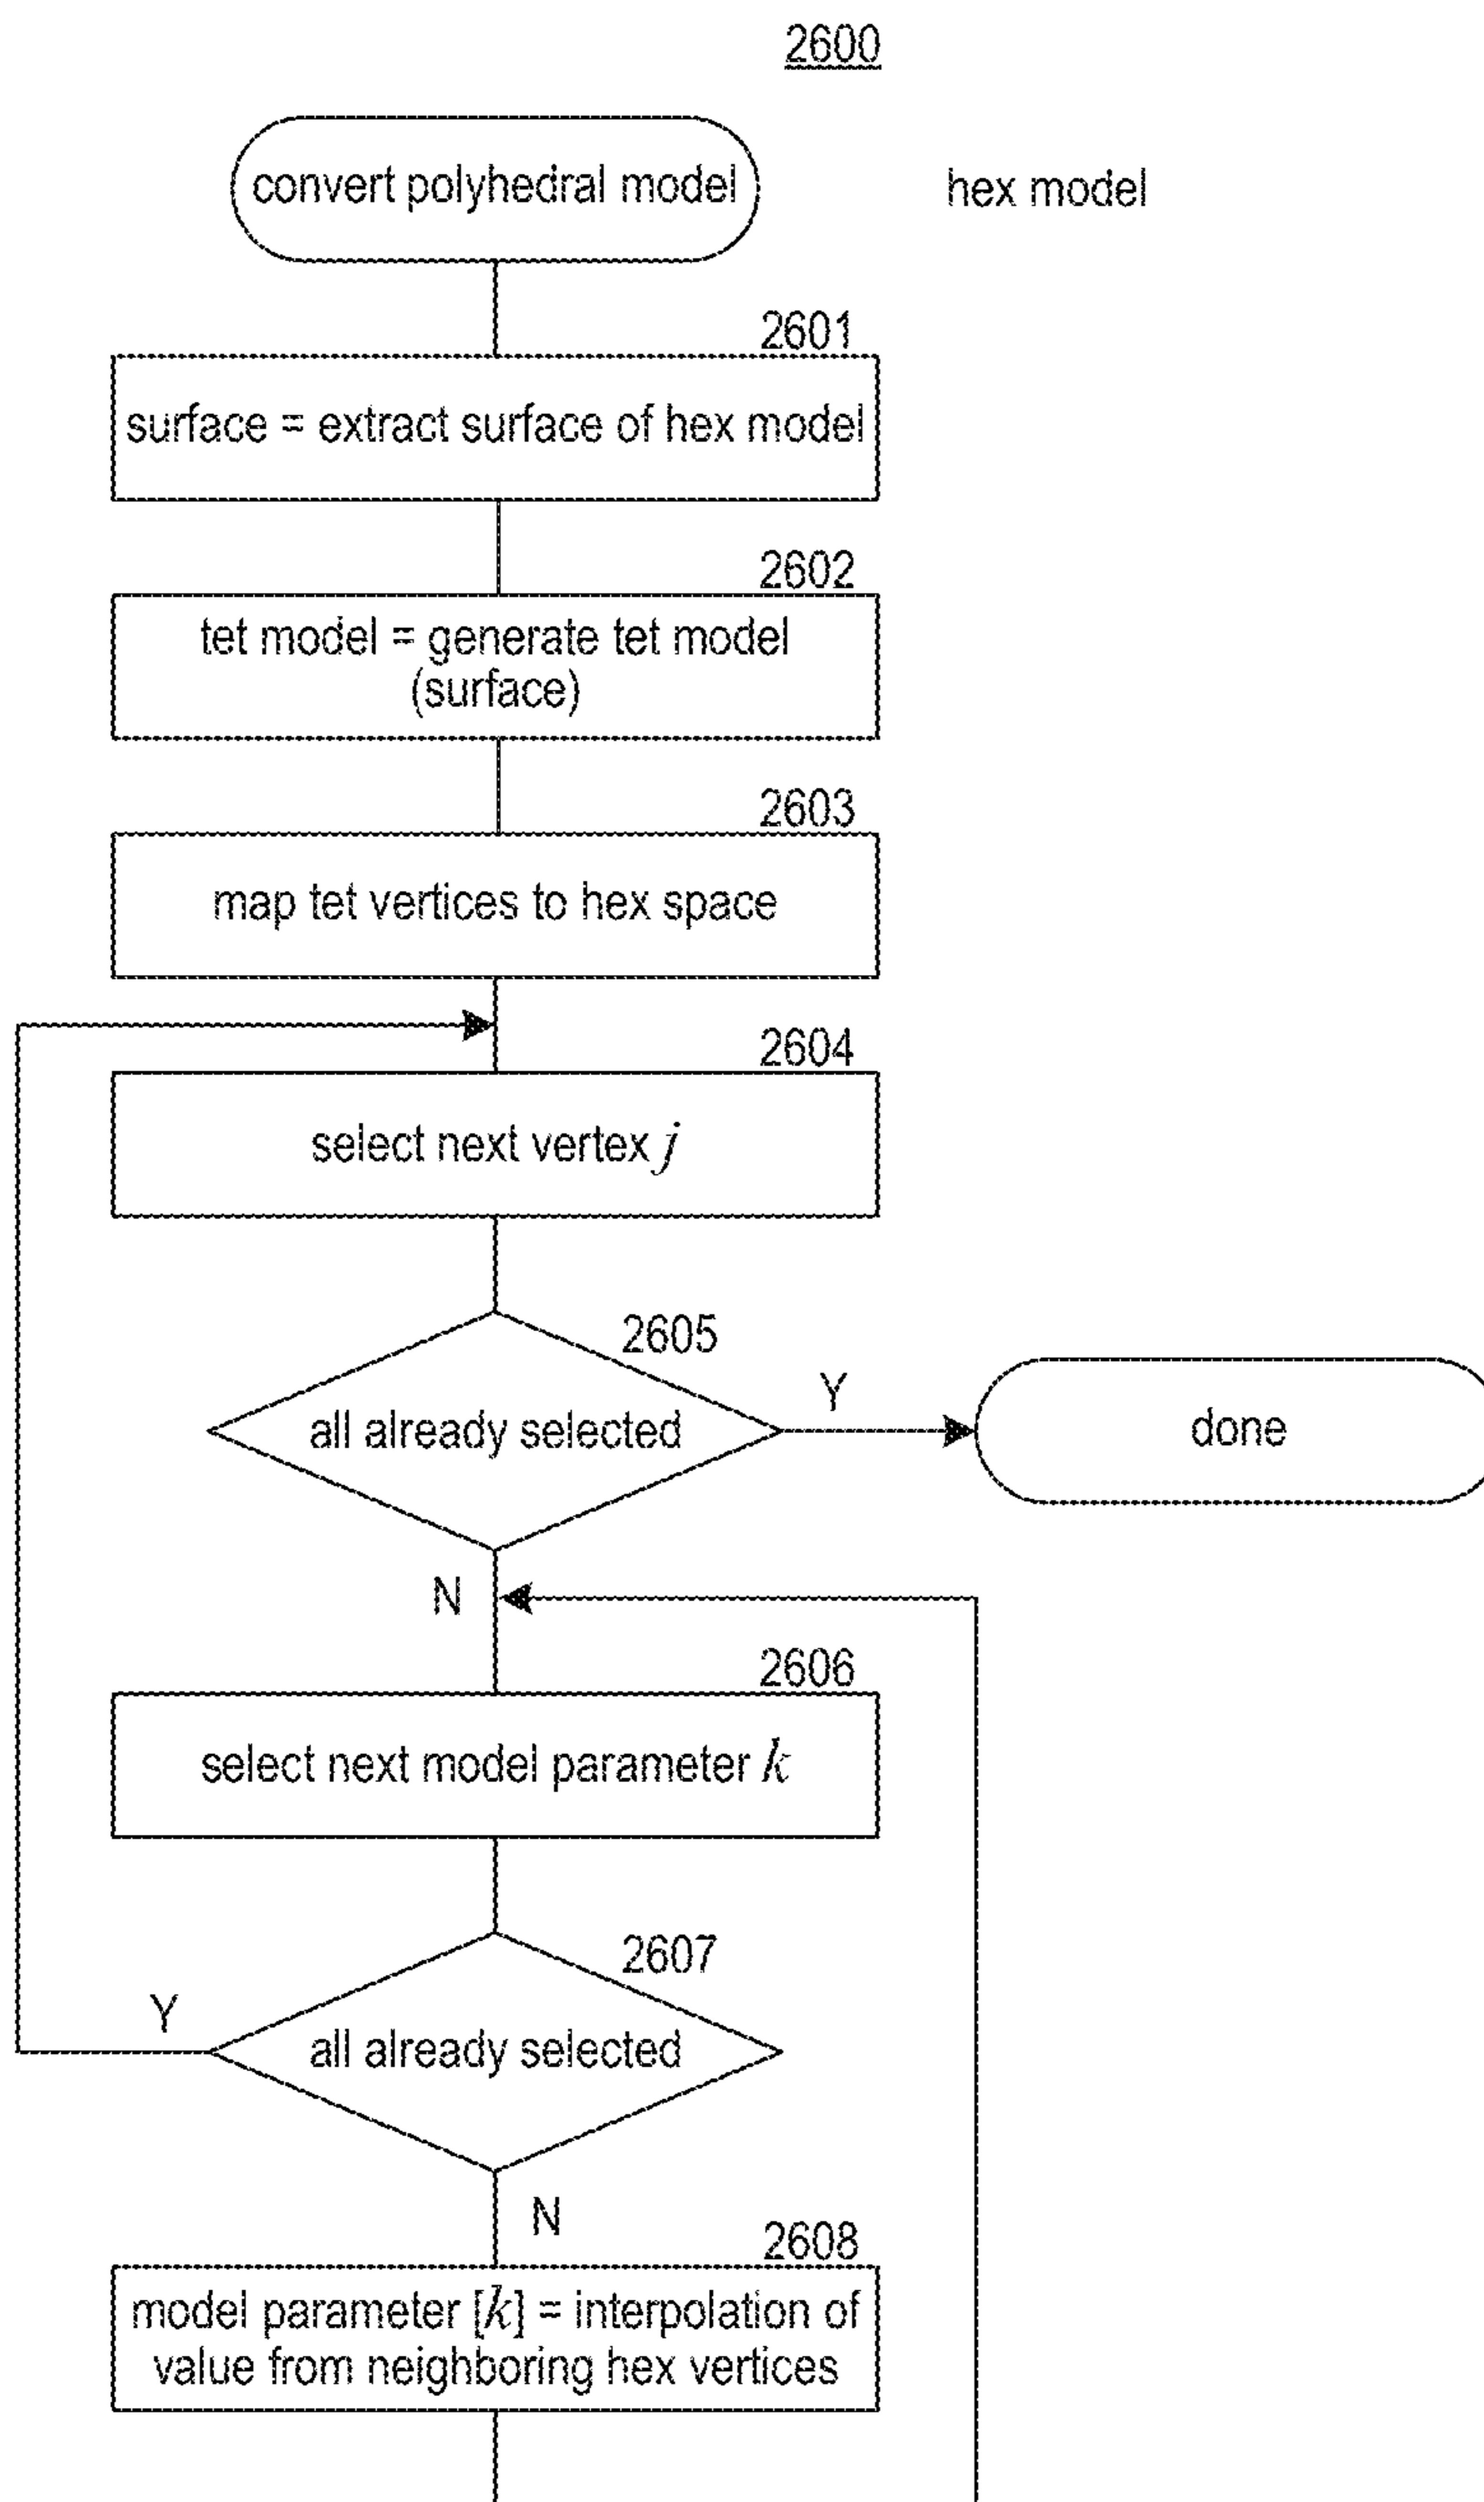 2600
convert polyhedral model
hex model
2601
surface = extract surface of hex model
2602
tet model = generate tet model
(surface)
2603
map tet vertices to hex space
2604
select next vertex j
2605
all already selected
Y
done
N
2606
select next model parameter k
2607
all already selected
Y
N
2608
model parameter [k] = interpolation of
value from neighboring hex vertices